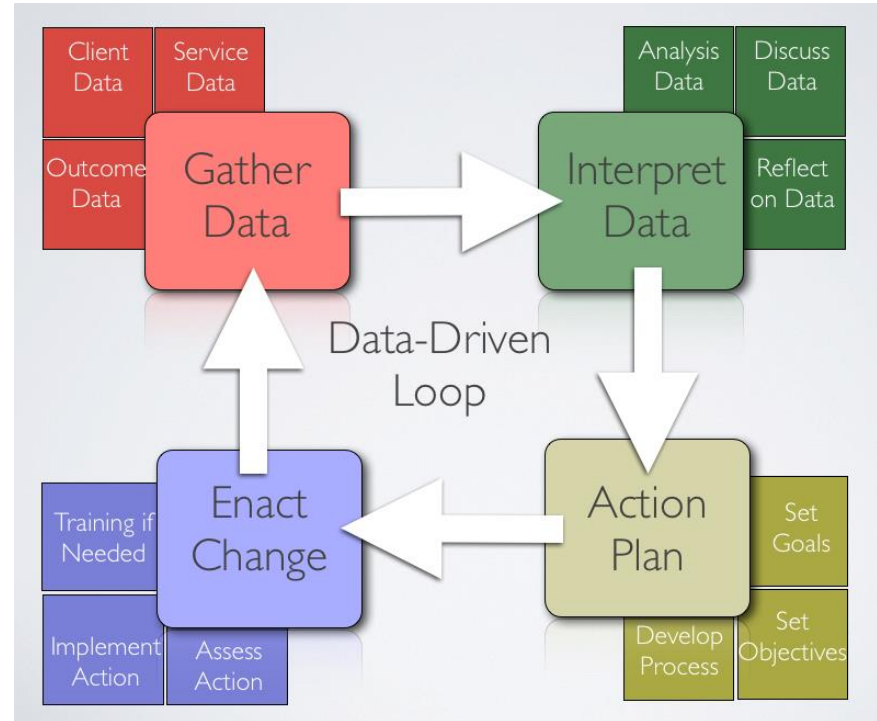 Client
Data
Service
Data
Outcome
Data
Gather
Data
Analysis
Data
Discuss
Data
Interpret
Data
Reflect
on Data
Data-Driven
Loop
Training if
Needed
Enact
Change
Implement
Action
Assess
Action
Action
Plan
Set
Goals
Develop
Process
Set
Objectives